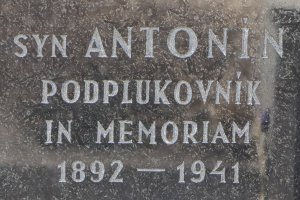 SYN ANTONÍN
PODPLUKOVNÍK
IN MEMORIAM
1892 — 1941